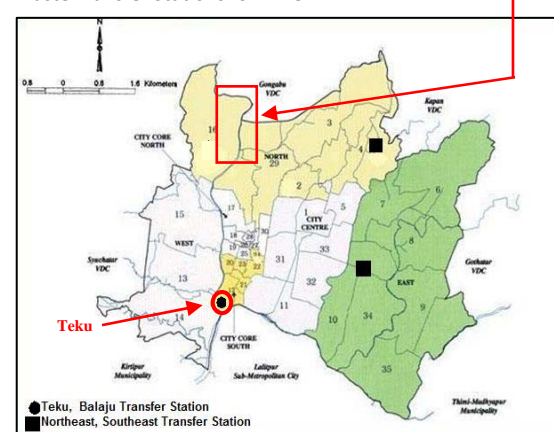 N
0.8 0 0.8 1.6 Kilometers
Gongabu
VDC
Kapan
VDC
CITY CORE
NORTH
16
3
4
NORTH
29
2
17
1
5
CITY
CENTRE
7
6
15
WEST
18
19
25
30
20
23
22
21
31
33
32
8
Gothatar
VDC
EAST
Syuchatar
VDC
13
14
11
10
34
9
35
Teku
CITY CORE
SOUTH
Kirtipur
Municipality
Lalitpur
Sub-Metropolitan City
Thimi-Madhyapur
Municipality
Teku, Balaju Transfer Station
Northeast, Southeast Transfer Station